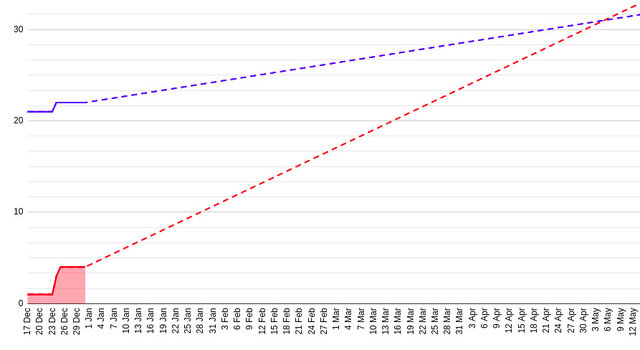 30
20
10
0
17 Dec
20 Dec
23 Dec
26 Dec
29 Dec
1 Jan
4 Jan
7 Jan
10 Jan
13 Jan
16 Jan
19 Jan
22 Jan
25 Jan
28 Jan
31 Jan
3 Feb
6 Feb
9 Feb
12 Feb
15 Feb
18 Feb
21 Feb
24 Feb
27 Feb
1 Mar
4 Mar
7 Mar
10 Mar
13 Mar
16 Mar
19 Mar
22 Mar
25 Mar
28 Mar
31 Mar
3 Apr
6 Apr
9 Apr
12 Apr
15 Apr
18 Apr
21 Apr
24 Apr
27 Apr
30 Apr
3 May
6 May
9 May
12 May